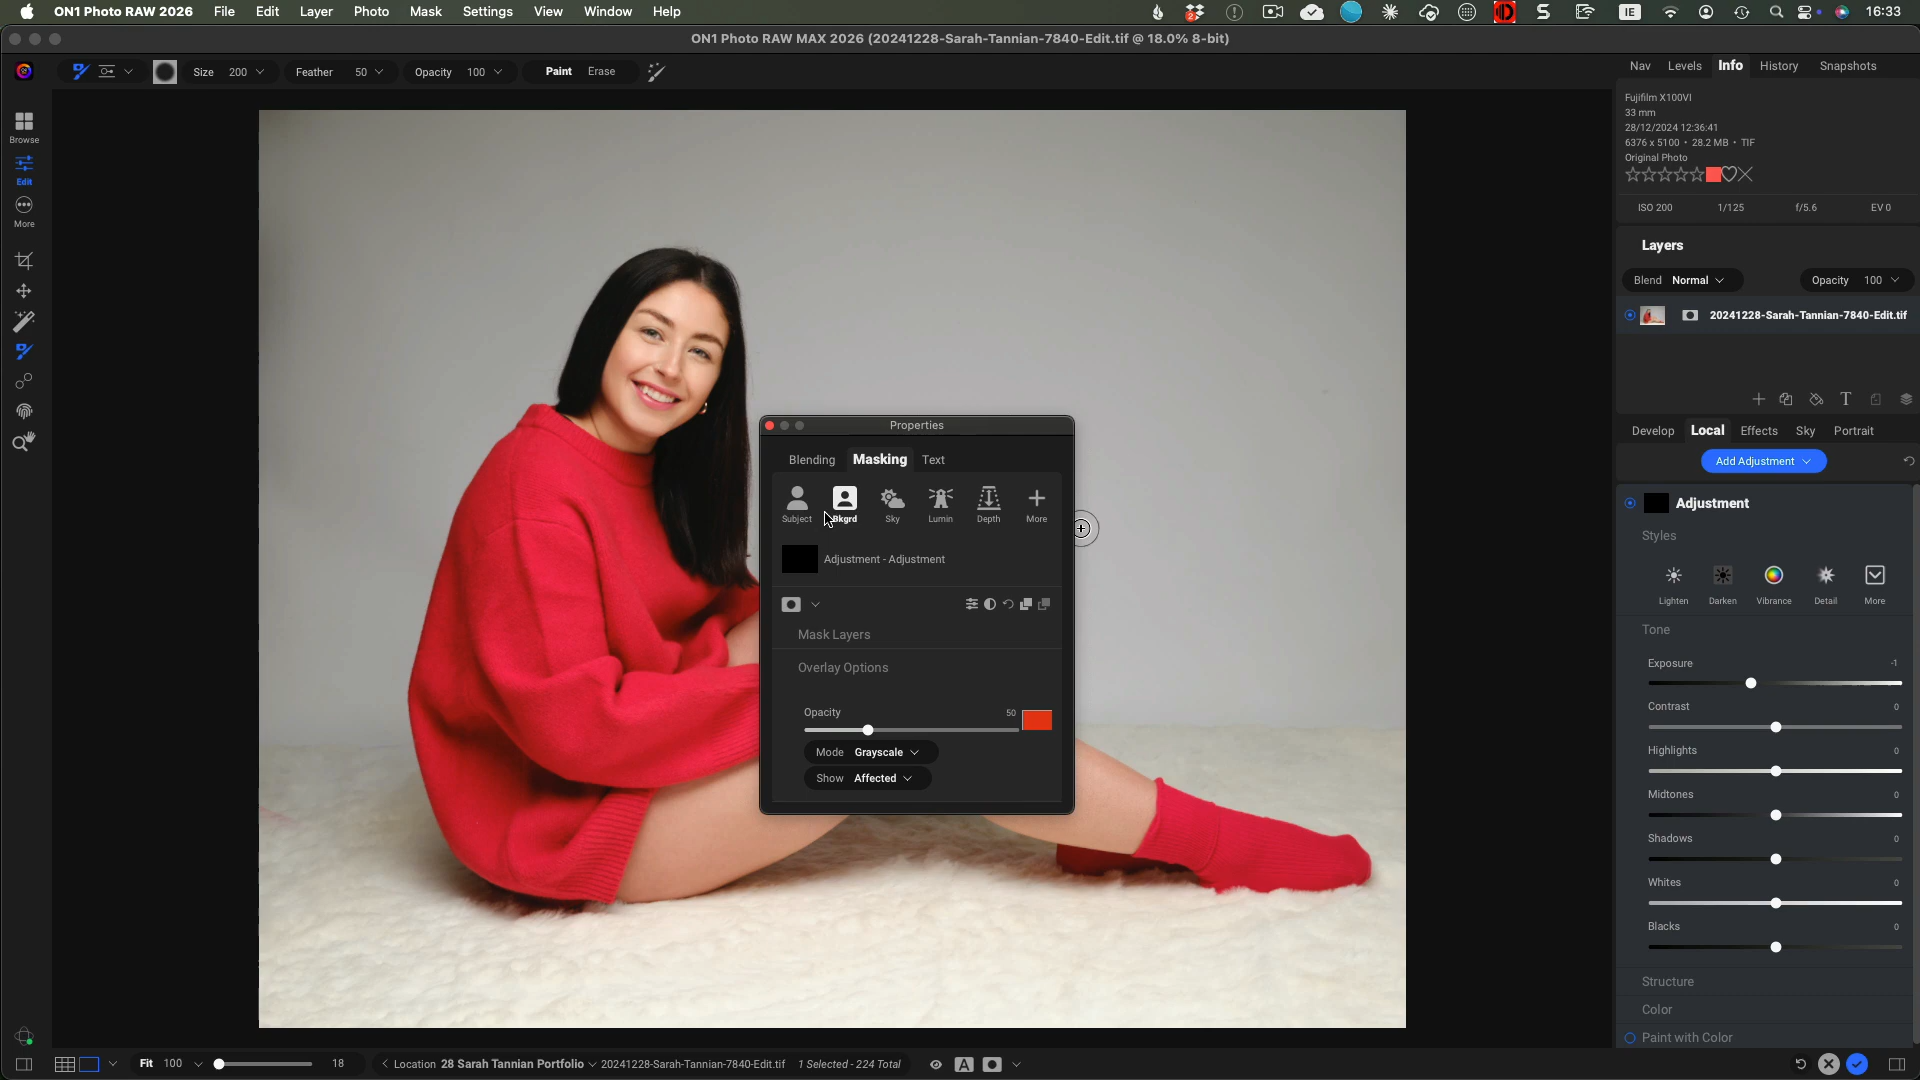 ONI Photo RAW 2026 File Edit Layer Photo Mask Settings View Window Help
IE 16:33
ON1 Photo RAW MAX 2026 (20241228-Sarah-Tannian-7840-Edit.tif @ 18.0% 8-bit)
Size 200 Feather 50 Opacity 100 Paint Erase
Nav Levels Info History Snapshots
Browse
Edit
More
Fujifilm X100VI
33 mm
28/12/2024 12:36:41
6376 x 5100 • 28.2 MB • TIF
Original Photo
ISO 200 1/125 f/5.6 EV 0
Layers
Blend Normal Opacity 100
20241228-Sarah-Tannian-7840-Edit.tif
Develop Local Effects Sky Portrait
Add Adjustment
Adjustment
Styles
Lighten Darken Vibrance Detail More
Tone
Exposure -1
Contrast 0
Highlights 0
Midtones 0
Shadows 0
Whites 0
Blacks 0
Structure
Color
Paint with Color
Properties
Blending Masking Text
Subject Bkgrd Sky Lumin Depth More
Adjustment - Adjustment
Mask Layers
Overlay Options
Opacity 50
Mode Grayscale
Show Affected
Fit 100 18 Location 28 Sarah Tannian Portfolio 20241228-Sarah-Tannian-7840-Edit.tif 1 Selected - 224 Total A